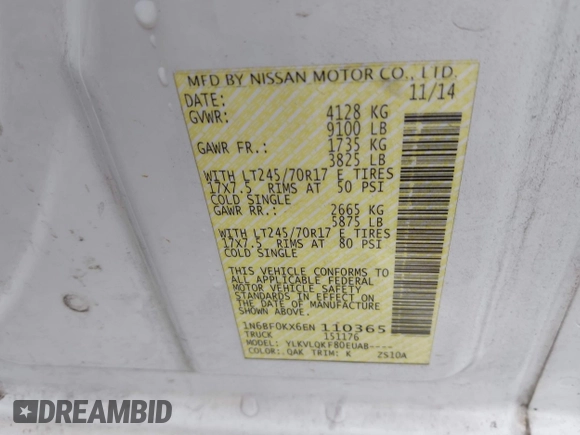 MFD BY NISSAN MOTOR CO., LTD.
DATE: 11/14
GVWR: 4128 KG
9100 LB
GAWR FR.: 1735 KG
3825 LB
WITH LT245/70R17 E TIRES
17X7.5 RIMS AT 50 PSI
COLD SINGLE
GAWR RR.: 2665 KG
5875 LB
WITH LT245/70R17 E TIRES
17X7.5 RIMS AT 80 PSI
COLD SINGLE
THIS VEHICLE CONFORMS TO
ALL APPLICABLE FEDERAL
MOTOR VEHICLE SAFETY
STANDARDS IN EFFECT ON
THE DATE OF MANUFACTURE
SHOWN ABOVE.
1N6BF0KX6EN110365
TRUCK 151176
MODEL: YLKVLQKF80EUAB----
COLOR: QAK TRIM: K ZS10A
DREAMBID